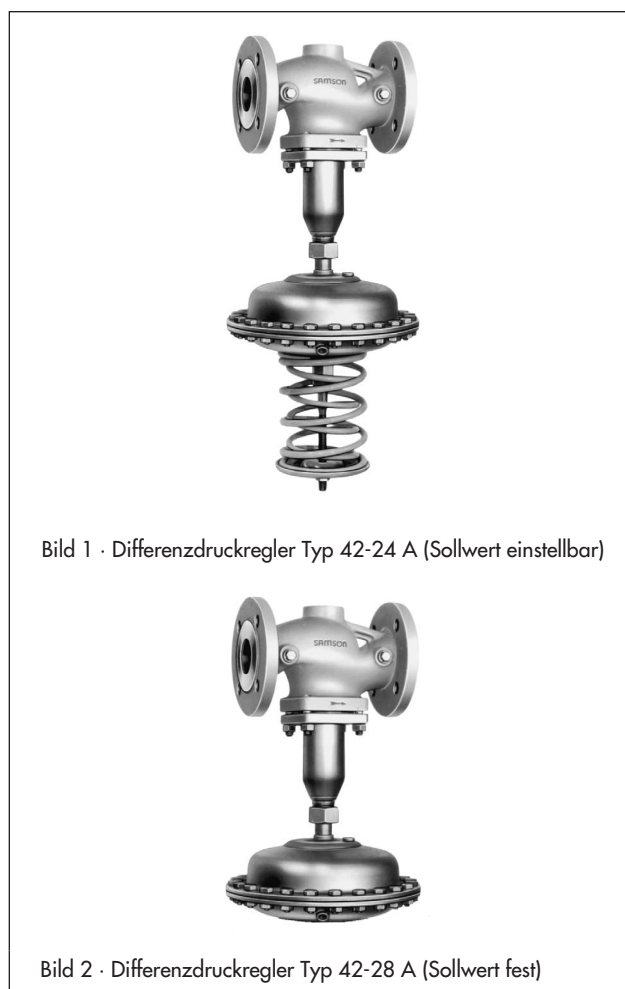 SAMSON
Bild 1 · Differenzdruckregler Typ 42-24 A (Sollwert einstellbar)
SAMSON
Bild 2 · Differenzdruckregler Typ 42-28 A (Sollwert fest)